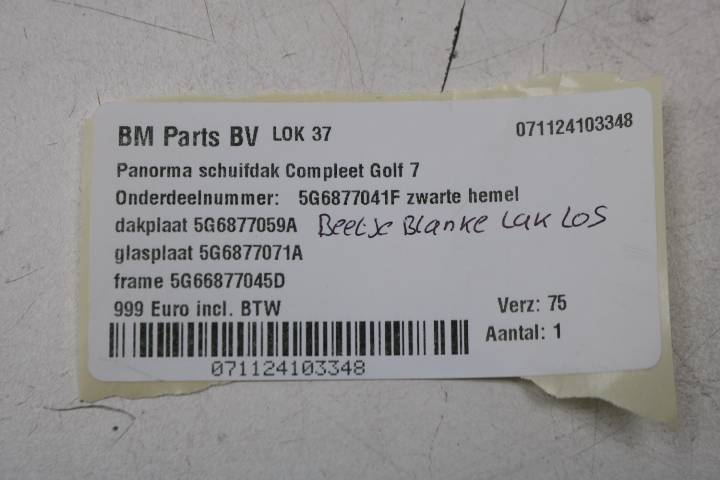 BM Parts BV LOK 37 071124103348
Panorma schuifdak Compleet Golf 7
Onderdeelnummer: 5G6877041F zwarte hemel
dakplaat 5G6877059A Beetje Blanke Lak Los
glasplaat 5G6877071A
frame 5G66877045D
999 Euro incl. BTW Verz: 75
Aantal: 1
071124103348